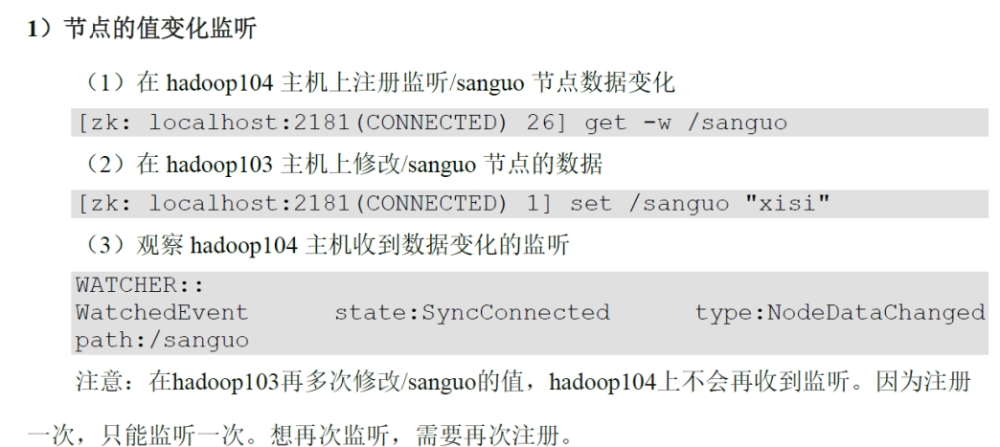 1）节点的值变化监听
（1）在 hadoop104 主机上注册监听/sanguo 节点数据变化
[zk: localhost:2181(CONNECTED) 26] get -w /sanguo
（2）在 hadoop103 主机上修改/sanguo 节点的数据
[zk: localhost:2181(CONNECTED) 1] set /sanguo "xisi"
（3）观察 hadoop104 主机收到数据变化的监听
WATCHER::
WatchedEvent state:SyncConnected type:NodeDataChanged
path:/sanguo
注意：在hadoop103再多次修改/sanguo的值，hadoop104上不会再收到监听。因为注册
一次，只能监听一次。想再次监听，需要再次注册。